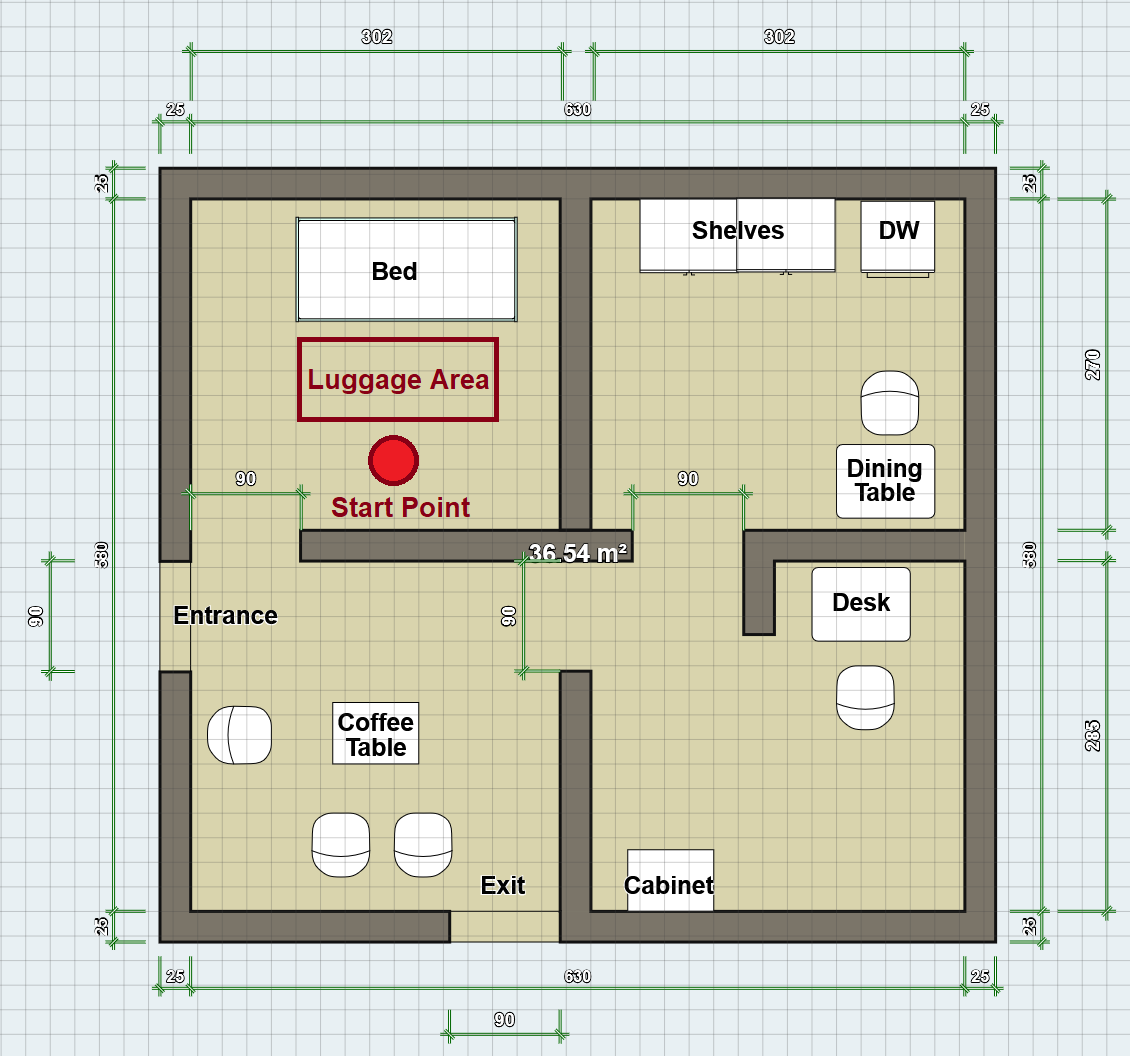 302
302
25
630
25
25
25
Shelves
DW
Bed
270
Luggage Area
Dining
Table
90
90
Start Point
580
36.54 m²
580
Desk
90
Entrance
90
Coffee
Table
285
Exit
Cabinet
25
25
25
630
25
90